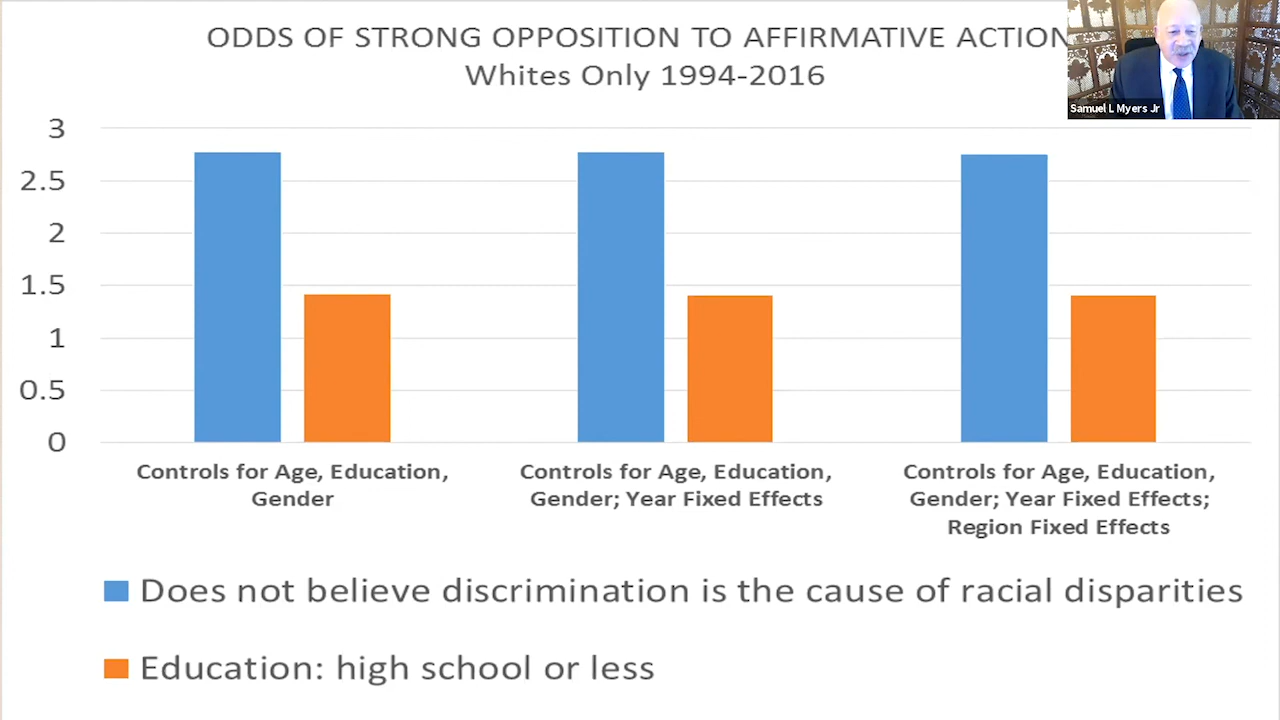 ODDS OF STRONG OPPOSITION TO AFFIRMATIVE ACTION
Whites Only 1994-2016
Samuel L Myers Jr
3
2.5
2
1.5
1
0.5
0
Controls for Age, Education,
Gender
Controls for Age, Education,
Gender; Year Fixed Effects
Controls for Age, Education,
Gender; Year Fixed Effects;
Region Fixed Effects
Does not believe discrimination is the cause of racial disparities
Education: high school or less